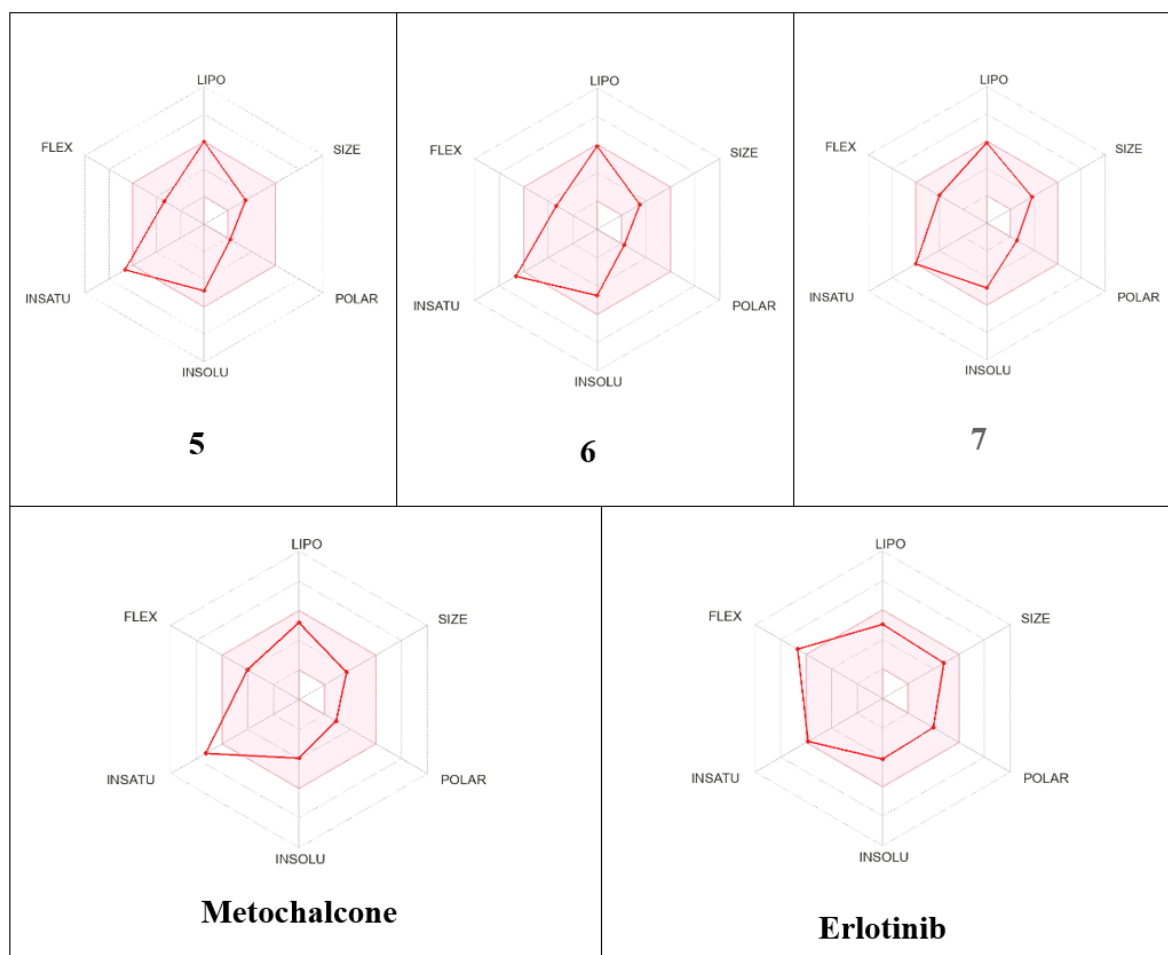 LIPO
FLEX
SIZE
INSATU
POLAR
INSOLU
5
LIPO
FLEX
SIZE
INSATU
POLAR
INSOLU
6
LIPO
FLEX
SIZE
INSATU
POLAR
INSOLU
7
LIPO
FLEX
SIZE
INSATU
POLAR
INSOLU
Metochalcone
LIPO
FLEX
SIZE
INSATU
POLAR
INSOLU
Erlotinib